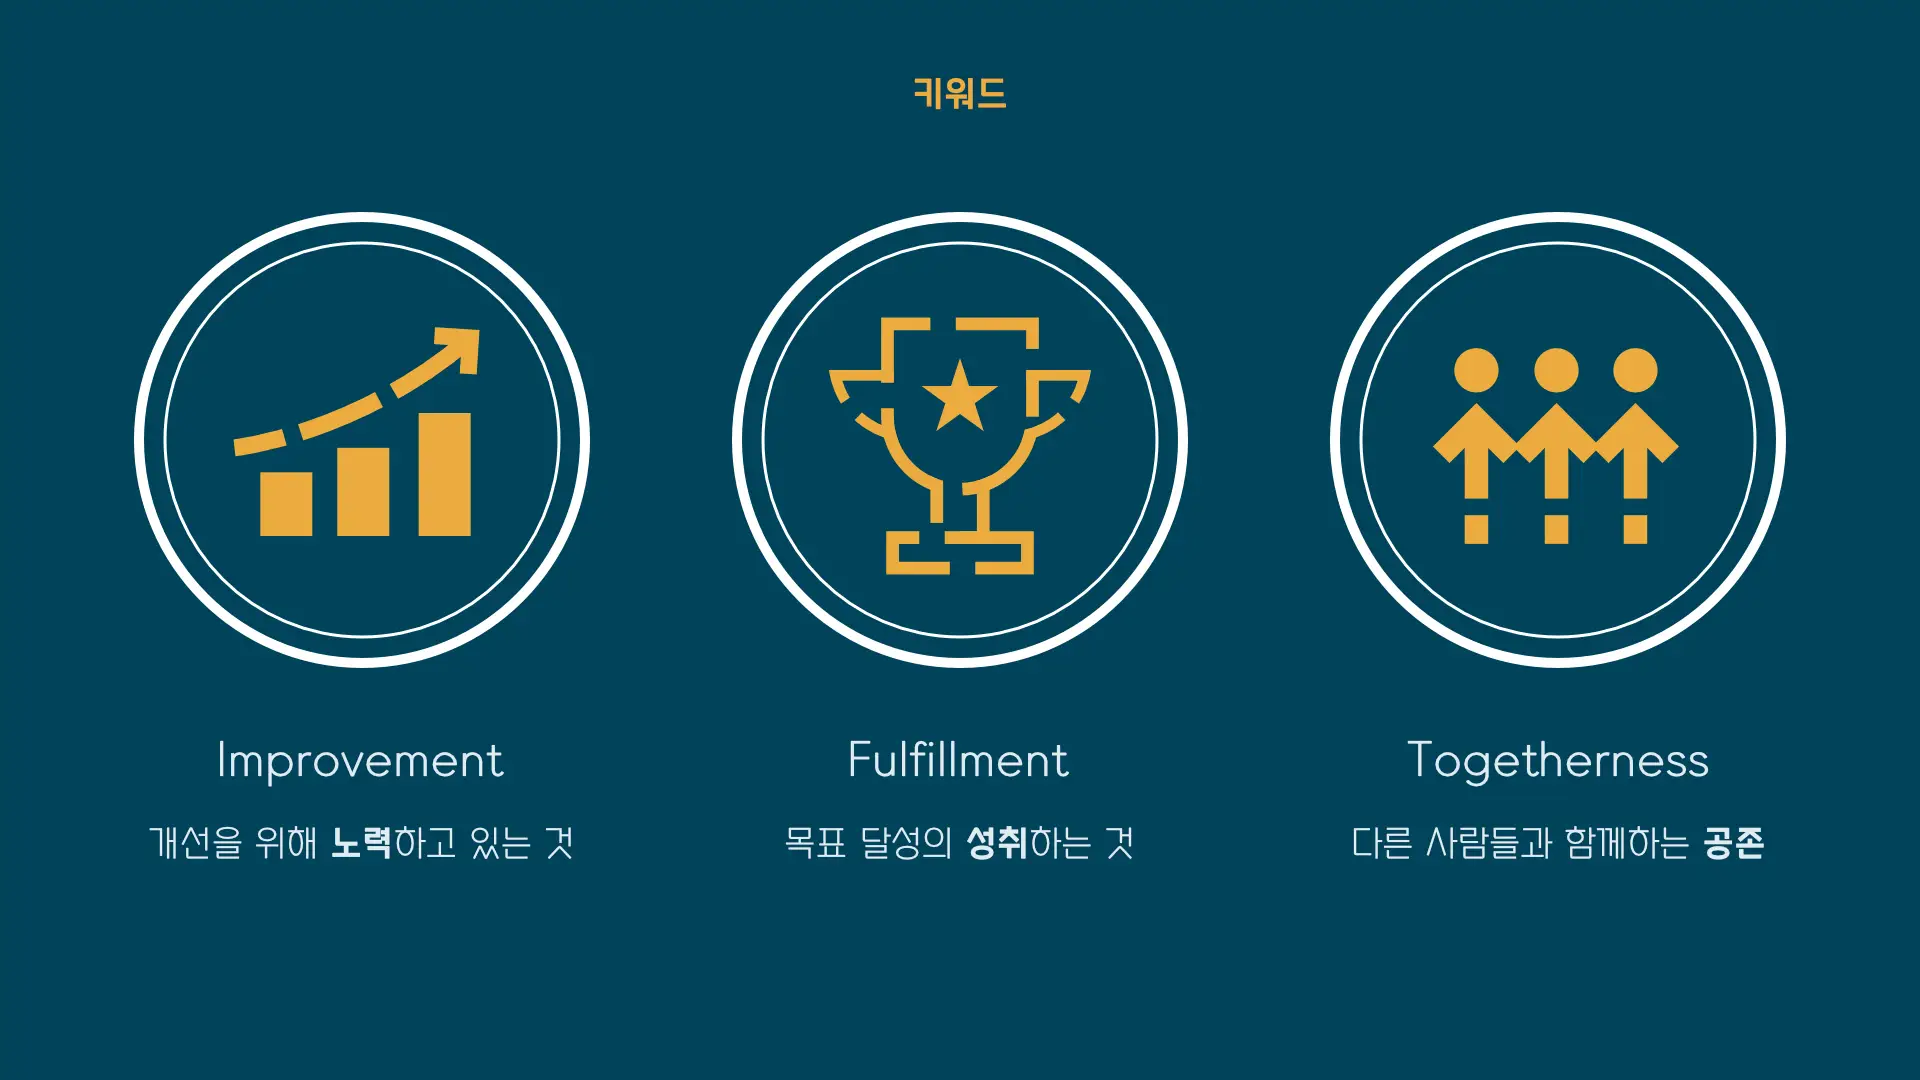 키워드
Improvement
개선을 위해 노력하고 있는 것
Fulfillment
목표 달성의 성취하는 것
Togetherness
다른 사람들과 함께하는 공존